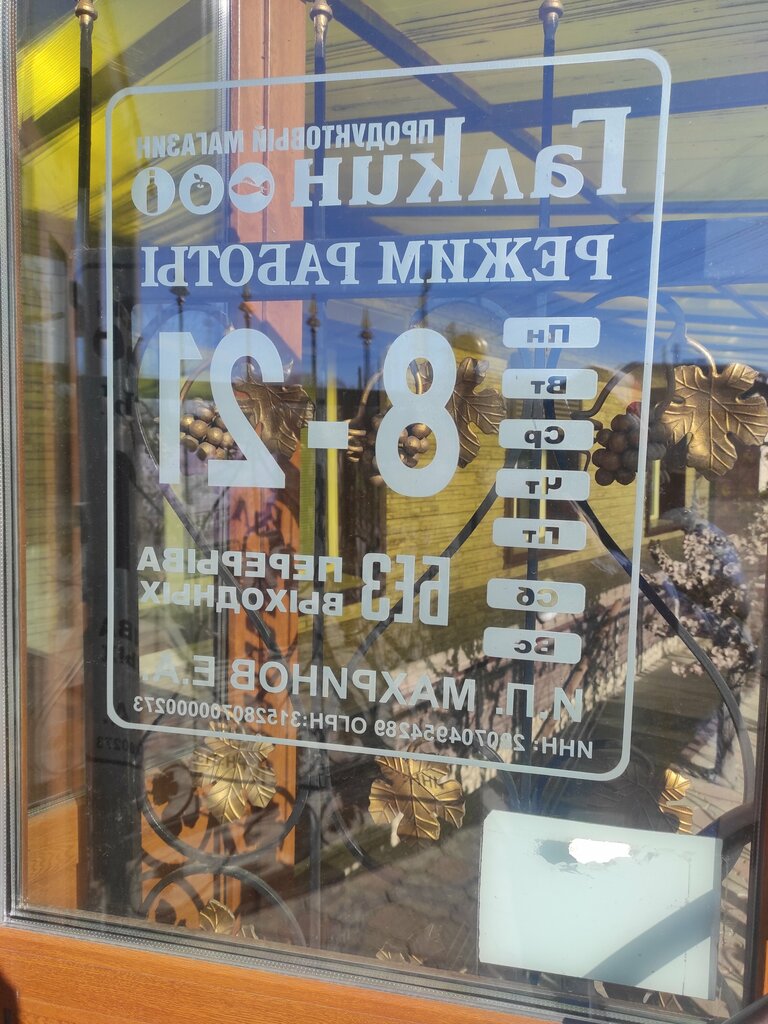 ПРОДУКТОВЫЙ МАГАЗИН
Галкин
РЕЖИМ РАБОТЫ
Пн
Вт
Ср
Чт
Пт
Сб
Вс
8-21
БЕЗ ПЕРЕРЫВА
ВЫХОДНЫХ
И.П. МАХРИНОВ Е.А.
ИНН: 280704954289 ОГРН:315280700000273